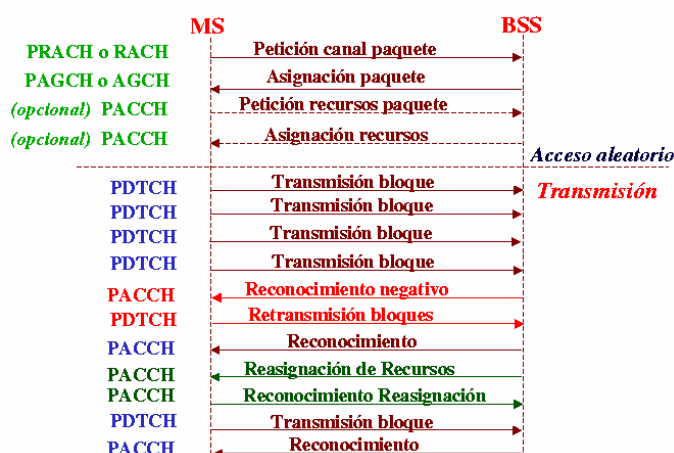 MS BSS
PRACH o RACH Petición canal paquete
PAGCH o AGCH Asignación paquete
(opcional) PACCH Petición recursos paquete
(opcional) PACCH Asignación recursos
Acceso aleatorio
PDTCH Transmisión bloque Transmisión
PDTCH Transmisión bloque
PDTCH Transmisión bloque
PDTCH Transmisión bloque
PACCH Reconocimiento negativo
PDTCH Retransmisión bloques
PACCH Reconocimiento
PACCH Reasignación de Recursos
PACCH Reconocimiento Reasignación
PDTCH Transmisión bloque
PACCH Reconocimiento